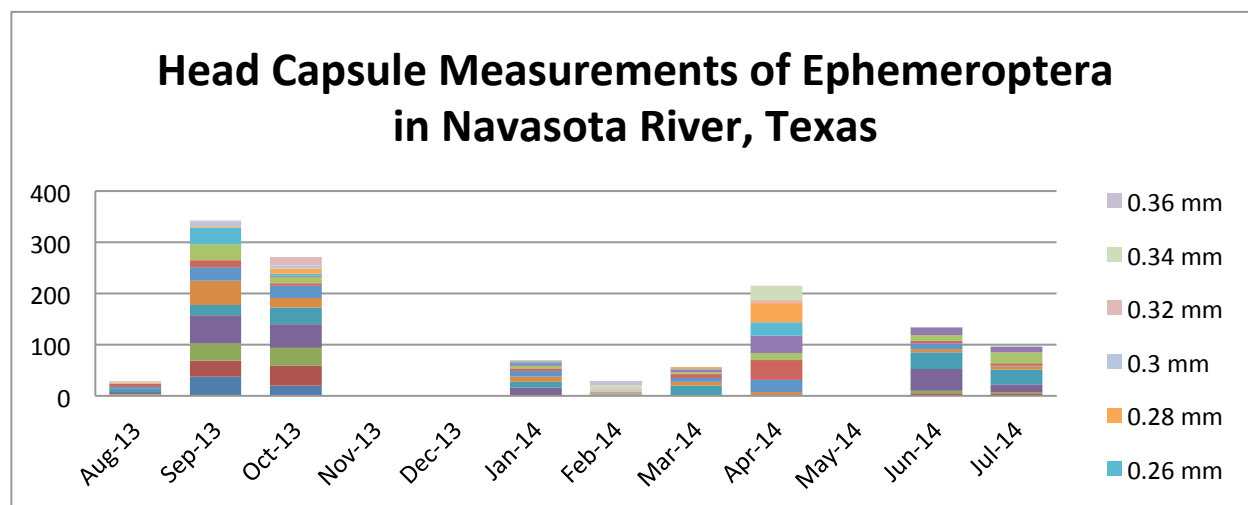 Head Capsule Measurements of Ephemeroptera
in Navasota River, Texas
400
300
200
100
0
Aug-13
Sep-13
Oct-13
Nov-13
Dec-13
Jan-14
Feb-14
Mar-14
Apr-14
May-14
Jun-14
Jul-14
0.36 mm
0.34 mm
0.32 mm
0.3 mm
0.28 mm
0.26 mm